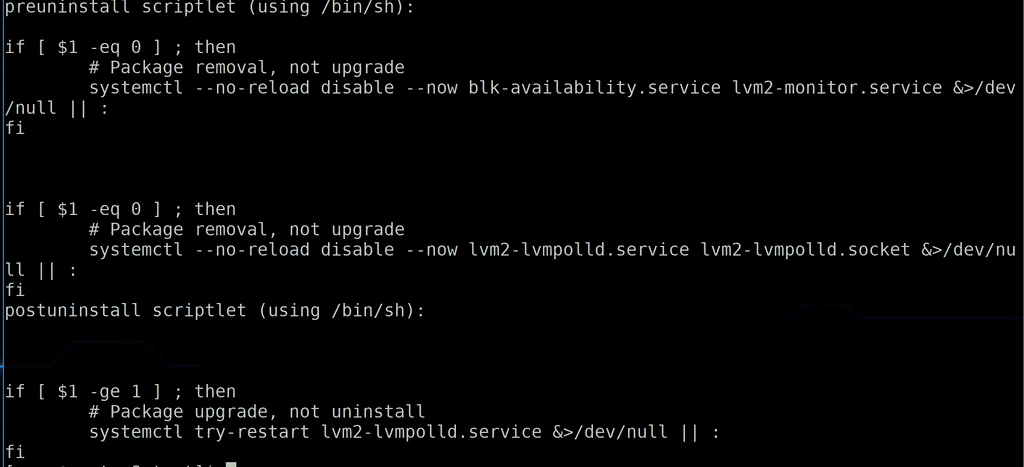 preuninstall scriptlet (using /bin/sh):
if [ $1 -eq 0 ] ; then
# Package removal, not upgrade
systemctl --no-reload disable --now blk-availability.service lvm2-monitor.service &>/dev
/null || :
fi
if [ $1 -eq 0 ] ; then
# Package removal, not upgrade
systemctl --no-reload disable --now lvm2-lvmpolld.service lvm2-lvmpolld.socket &>/dev/nu
ll || :
fi
postuninstall scriptlet (using /bin/sh):
if [ $1 -ge 1 ] ; then
# Package upgrade, not uninstall
systemctl try-restart lvm2-lvmpolld.service &>/dev/null || :
fi